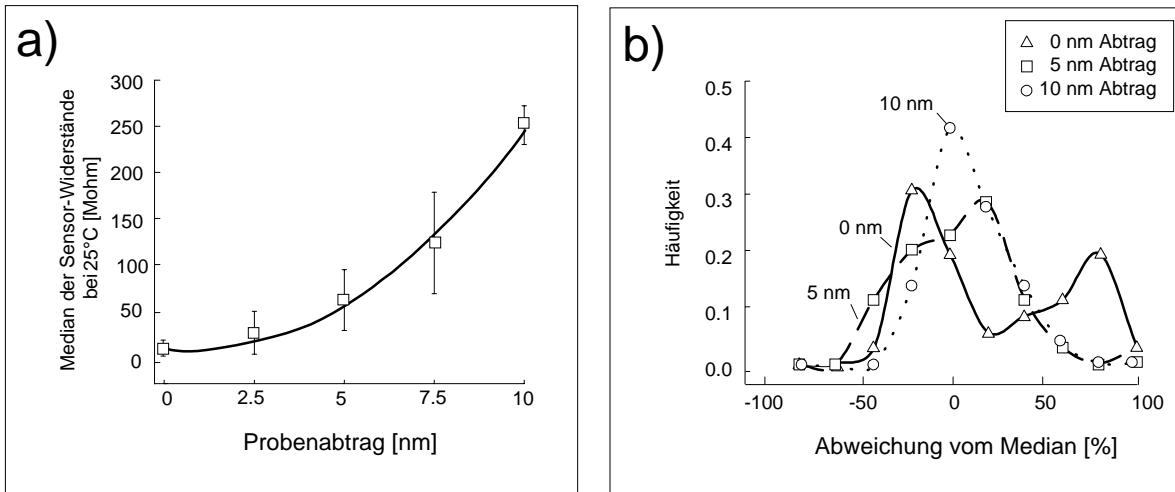 a)
300
250
200
150
100
50
0
Median der Sensor-Widerstände
bei 25°C [Mohm]
0 2.5 5 7.5 10
Probenabtrag [nm]
b)
0 nm Abtrag
5 nm Abtrag
10 nm Abtrag
0.5
0.4
0.3
0.2
0.1
0.0
Häufigkeit
10 nm
0 nm
5 nm
-100 -50 0 50 100
Abweichung vom Median [%]